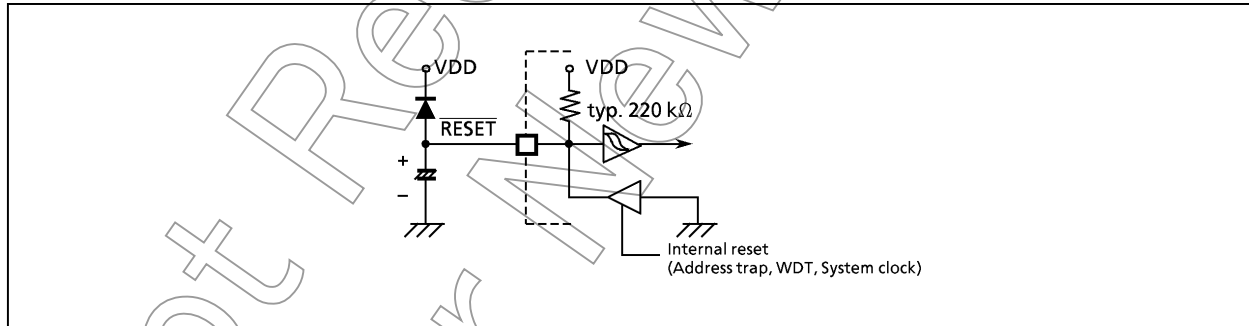 VDD
VDD
typ. 220 kΩ
RESET
+
−
Internal reset
(Address trap, WDT, System clock)